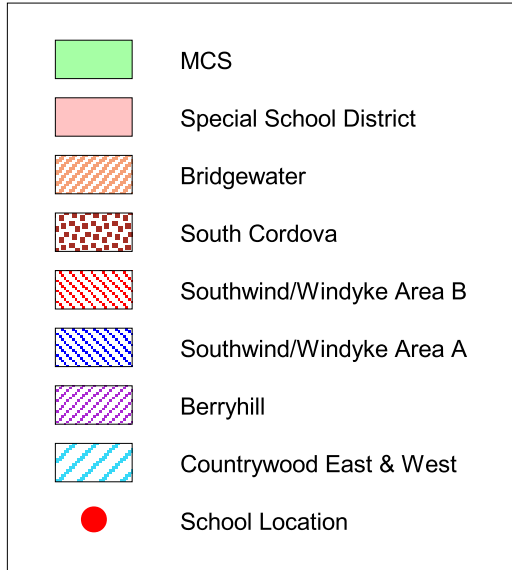 MCS
Special School District
Bridgewater
South Cordova
Southwind/Windyke Area B
Southwind/Windyke Area A
Berryhill
Countrywood East & West
School Location